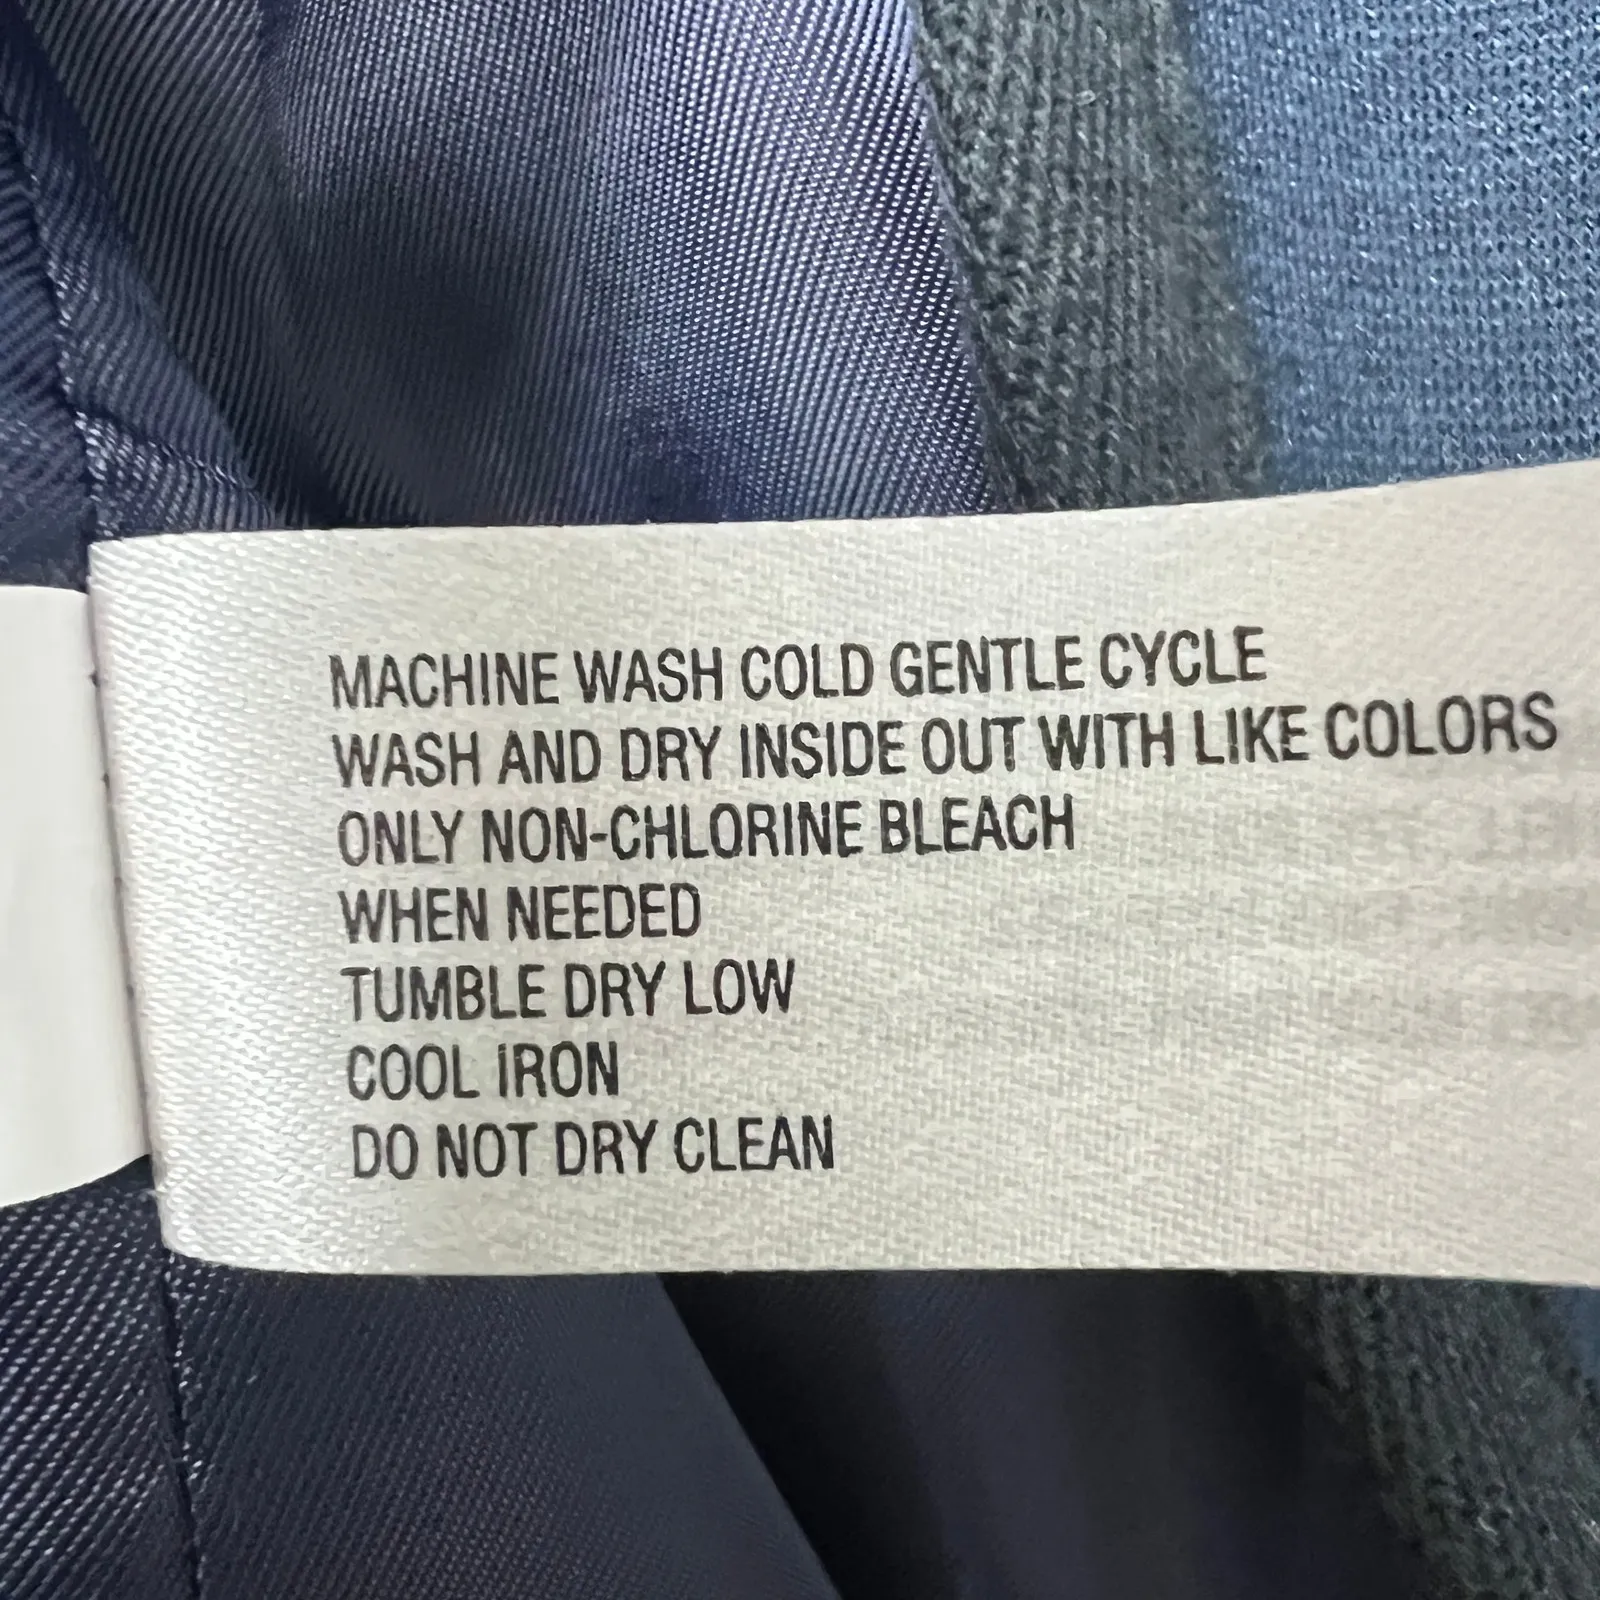 MACHINE WASH COLD GENTLE CYCLE
WASH AND DRY INSIDE OUT WITH LIKE COLORS
ONLY NON-CHLORINE BLEACH
WHEN NEEDED
TUMBLE DRY LOW
COOL IRON
DO NOT DRY CLEAN